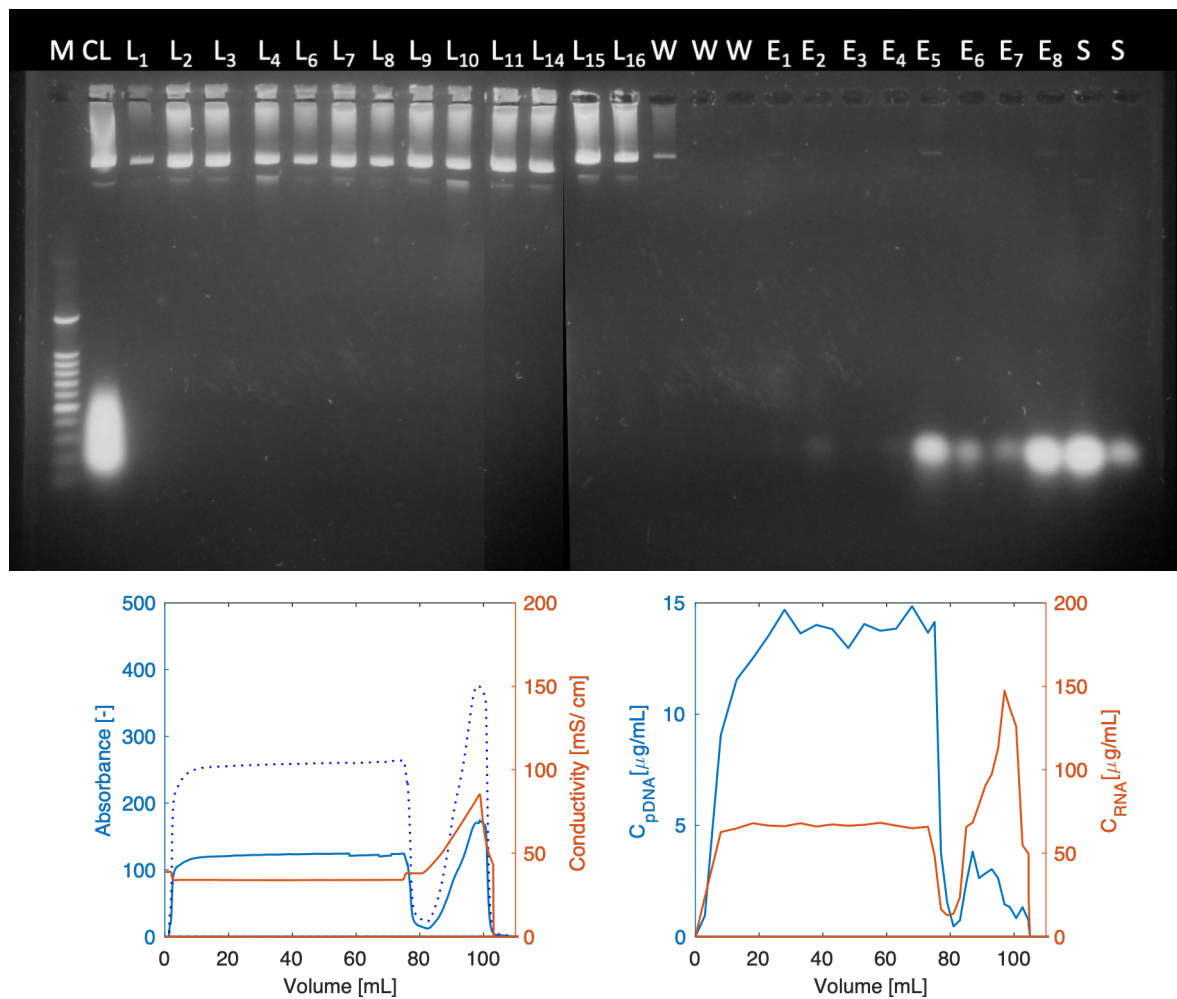 M CL L1 L2 L3 L4 L6 L7 L8 L9 L10 L11 L14 L15 L16 W W W E1 E2 E3 E4 E5 E6 E7 E8 S S
500
400
300
200
100
0
Absorbance [-]
200
150
100
50
0
Conductivity [mS/ cm]
0 20 40 60 80 100
Volume [mL]
15
10
5
0
CpDNA[μg/mL]
200
150
100
50
0
CRNA[μg/mL]
0 20 40 60 80 100
Volume [mL]